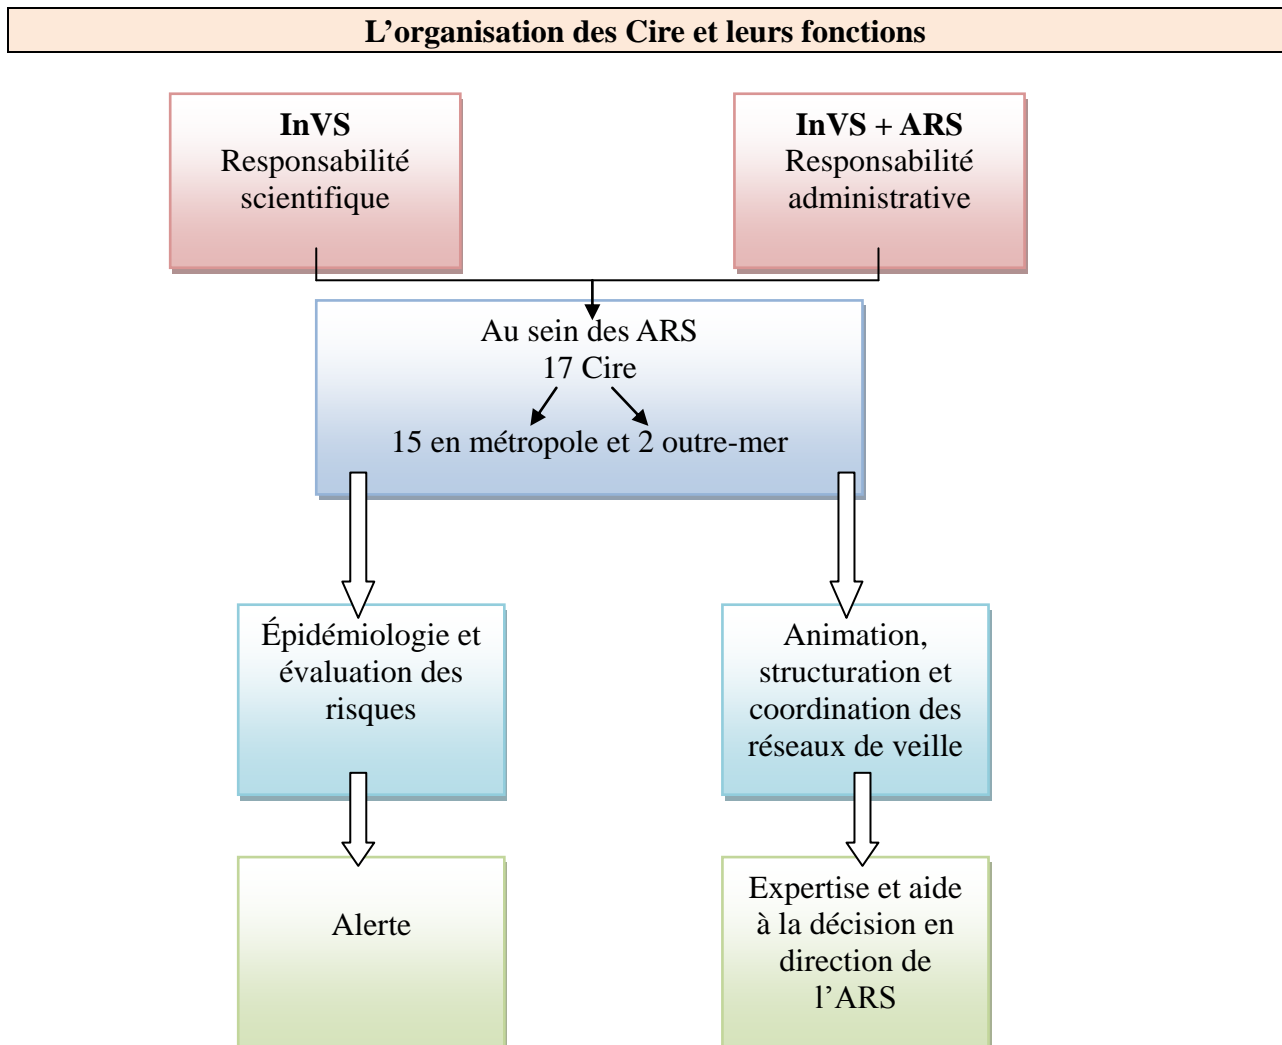 L'organisation des Cire et leurs fonctions
InVS
Responsabilité
scientifique
InVS + ARS
Responsabilité
administrative
Au sein des ARS
17 Cire
15 en métropole et 2 outre-mer
Épidémiologie et
évaluation des
risques
Animation,
structuration et
coordination des
réseaux de veille
Alerte
Expertise et aide
à la décision en
direction de
l'ARS